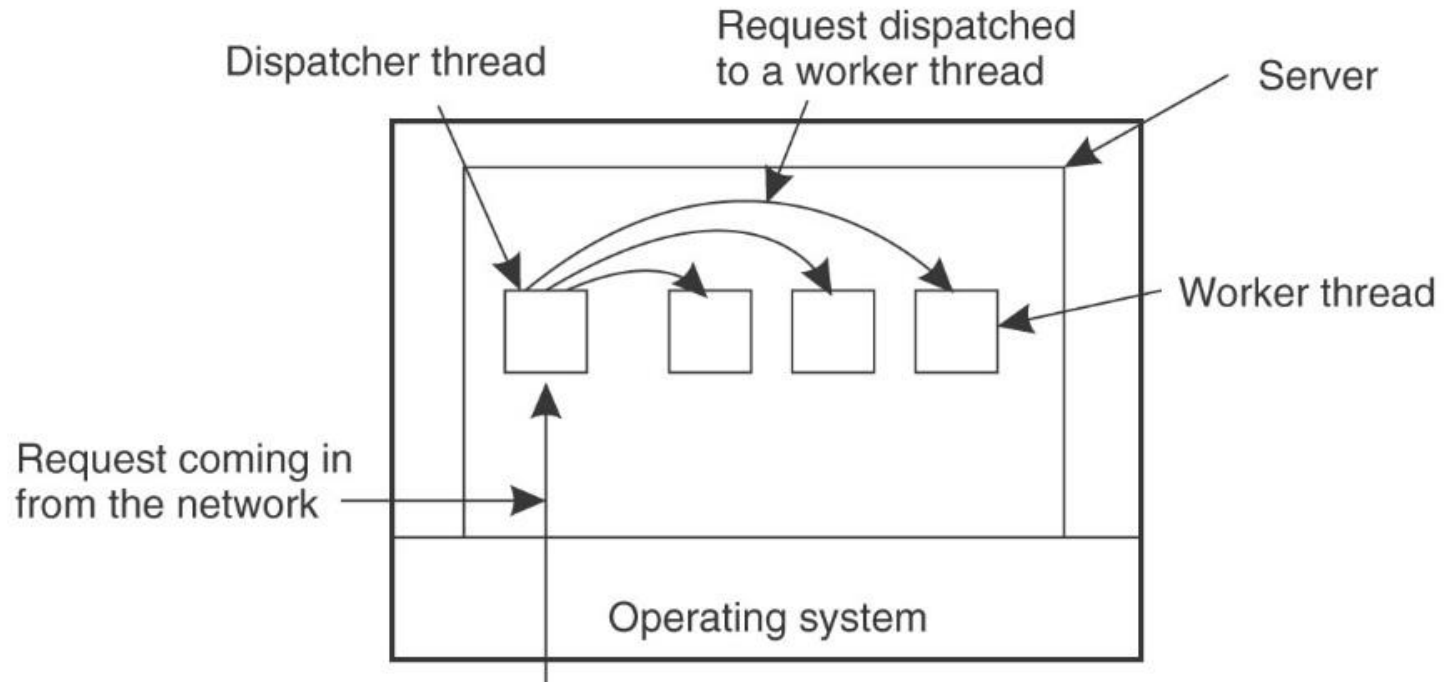 Dispatcher thread
Request dispatched
to a worker thread
Server
Worker thread
Request coming in
from the network
Operating system